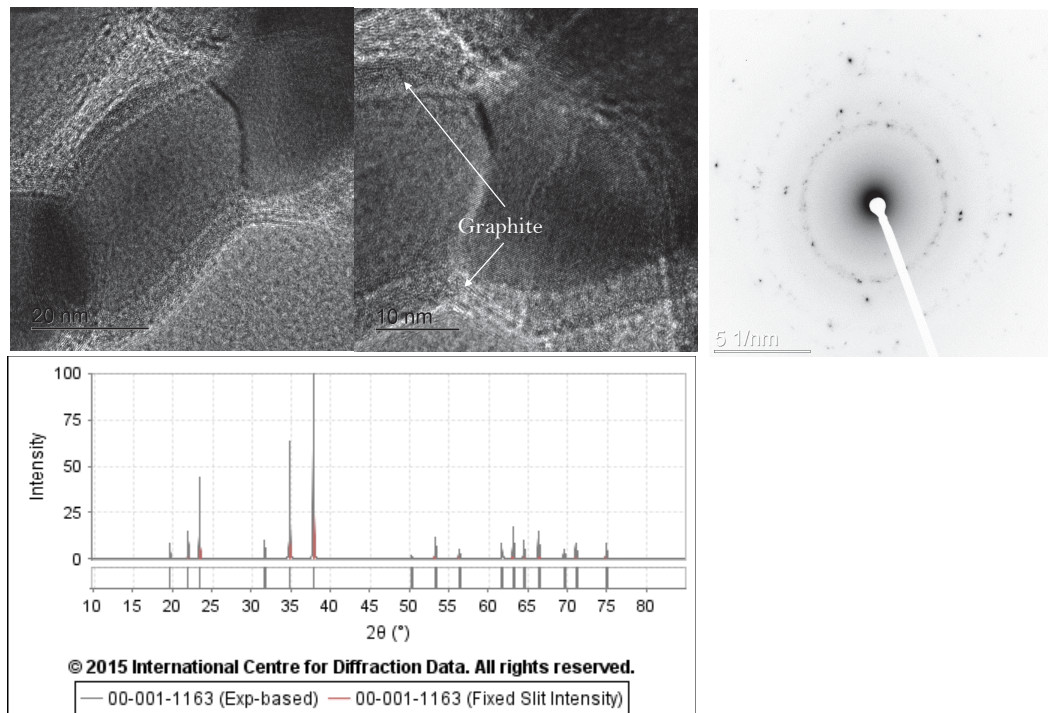 20 nm
10 nm
Graphite
5 1/nm
100
75
50
25
0
Intensity
10 15 20 25 30 35 40 45 50 55 60 65 70 75 80
2θ (°)
© 2015 International Centre for Diffraction Data. All rights reserved.
00-001-1163 (Exp-based) 00-001-1163 (Fixed Slit Intensity)